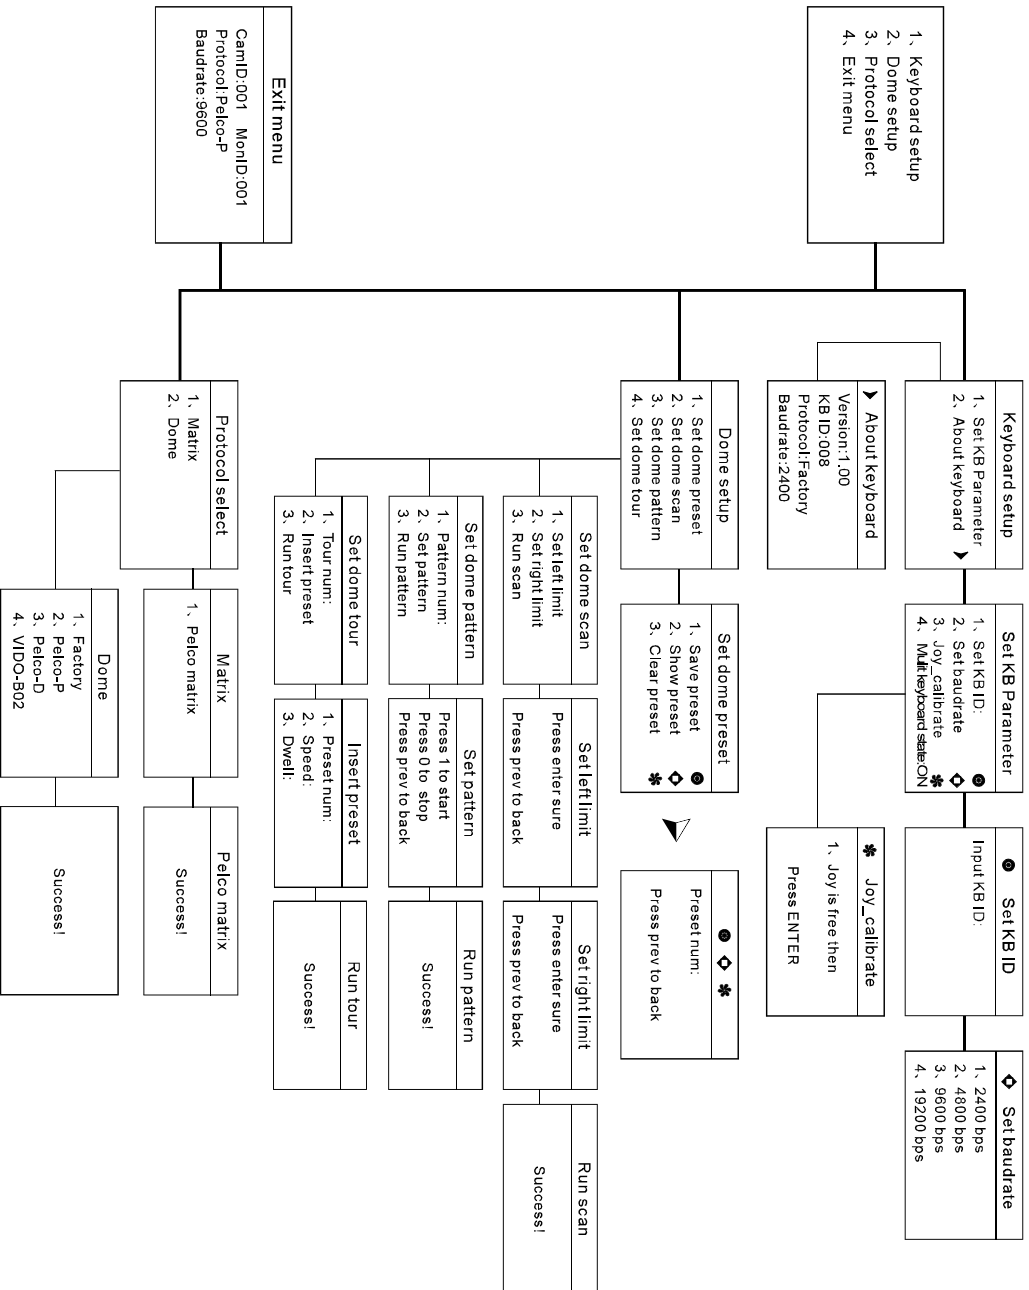 1、Keyboard setup
2、Dome setup
3、Protocol select
4、Exit menu
Keyboard setup
1、Set KB Parameter
2、About keyboard
Set KB Parameter
1、Set KB ID:
2、Set baudrate
3、Joy_calibrate
4、Mulit keyboard state:ON
Set KB ID
Input KB ID:
Set baudrate
1、2400 bps
2、4800 bps
3、9600 bps
4、19200 bps
About keyboard
Version:1.00
KB ID:008
Protocol:Factory
Baudrate:2400
Joy_calibrate
1、Joy is free then
Press ENTER
Dome setup
1、Set dome preset
2、Set dome scan
3、Set dome pattern
4、Set dome tour
Set dome preset
1、Save preset
2、Show preset
3、Clear preset
Preset num:
Press prev to back
Set dome scan
1、Set left limit
2、Set right limit
3、Run scan
Set left limit
Press enter sure
Press prev to back
Set right limit
Press enter sure
Press prev to back
Run scan
Success!
Set dome pattern
1、Pattern num:
2、Set pattern
3、Run pattern
Set pattern
Press 1 to start
Press 0 to stop
Press prev to back
Run pattern
Success!
Set dome tour
1、Tour num:
2、Insert preset
3、Run tour
Insert preset
1、Preset num:
2、Speed:
3、Dwell:
Run tour
Success!
Exit menu
CamID:001 MonID:001
Protocol:Pelco-P
Baudrate:9600
Protocol select
1、Matrix
2、Dome
Matrix
1、Pelco matrix
Pelco matrix
Success!
Dome
1、Factory
2、Pelco-P
3、Pelco-D
4、VIDO-B02
Success!